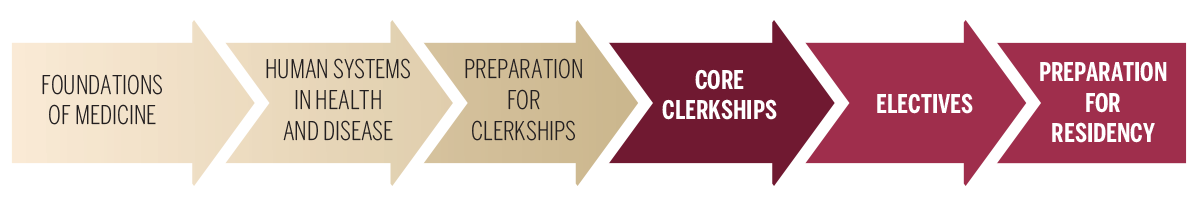 FOUNDATIONS
OF MEDICINE
HUMAN SYSTEMS
IN HEALTH
AND DISEASE
PREPARATION
FOR
CLERKSHIPS
CORE
CLERKSHIPS
ELECTIVES
PREPARATION
FOR
RESIDENCY